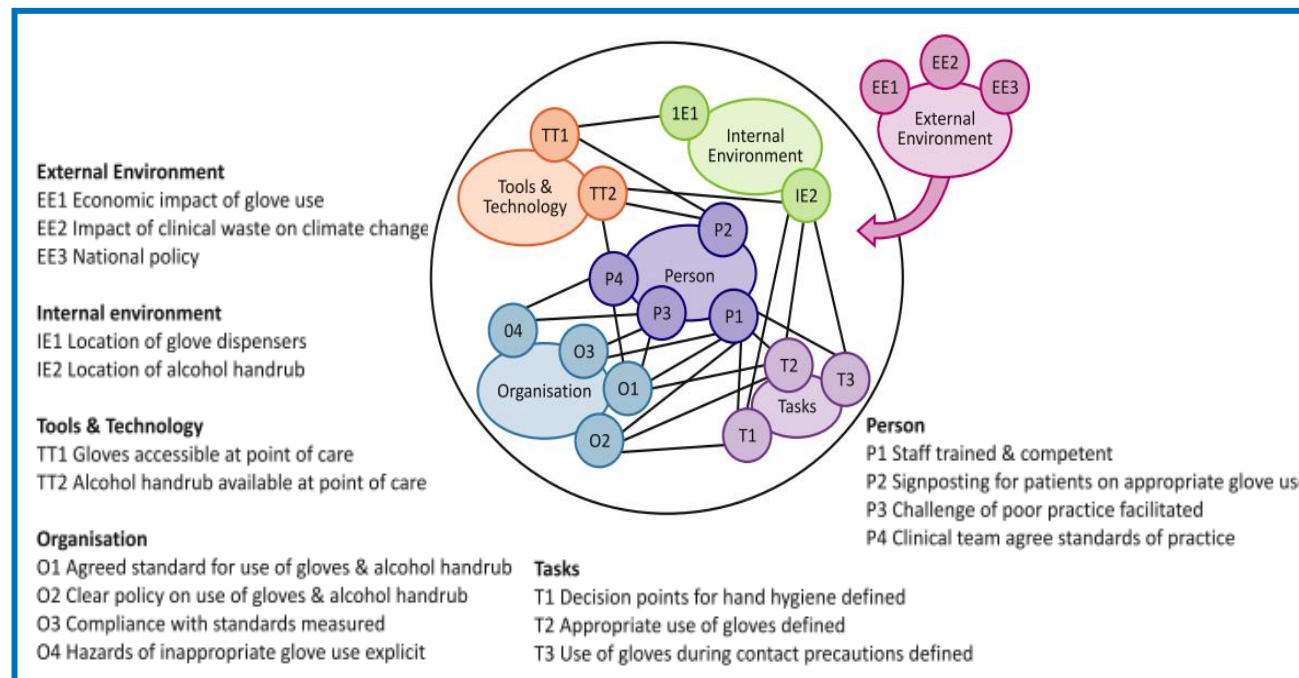 EE2
EE1
EE3
External
Environment
1E1
TT1
Internal
Environment
Tools &
Technology
TT2
IE2
P2
P4
Person
P3
P1
04
O3
T2
T3
Organisation
O1
Tasks
O2
T1
External Environment
EE1 Economic impact of glove use
EE2 Impact of clinical waste on climate change
EE3 National policy
Internal environment
IE1 Location of glove dispensers
IE2 Location of alcohol handrub
Tools & Technology
TT1 Gloves accessible at point of care
TT2 Alcohol handrub available at point of care
Organisation
O1 Agreed standard for use of gloves & alcohol handrub
O2 Clear policy on use of gloves & alcohol handrub
O3 Compliance with standards measured
O4 Hazards of inappropriate glove use explicit
Tasks
T1 Decision points for hand hygiene defined
T2 Appropriate use of gloves defined
T3 Use of gloves during contact precautions defined
Person
P1 Staff trained & competent
P2 Signposting for patients on appropriate glove us
P3 Challenge of poor practice facilitated
P4 Clinical team agree standards of practice